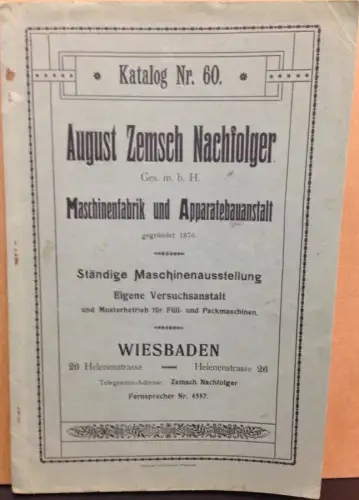 Katalog Nr. 60.
August Zemsch Nachfolger
Ges. m. b. H.
Maschinenfabrik und Apparatebauanstalt
gegründet 1876.
Ständige Maschinenausstellung
Eigene Versuchsanstalt
und Musterbetrieb für Füll- und Packmaschinen.
WIESBADEN
26 Helenenstrasse — Helenenstrasse 26
Telegramm-Adresse: Zemsch Nachfolger
Fernsprecher Nr. 4557.